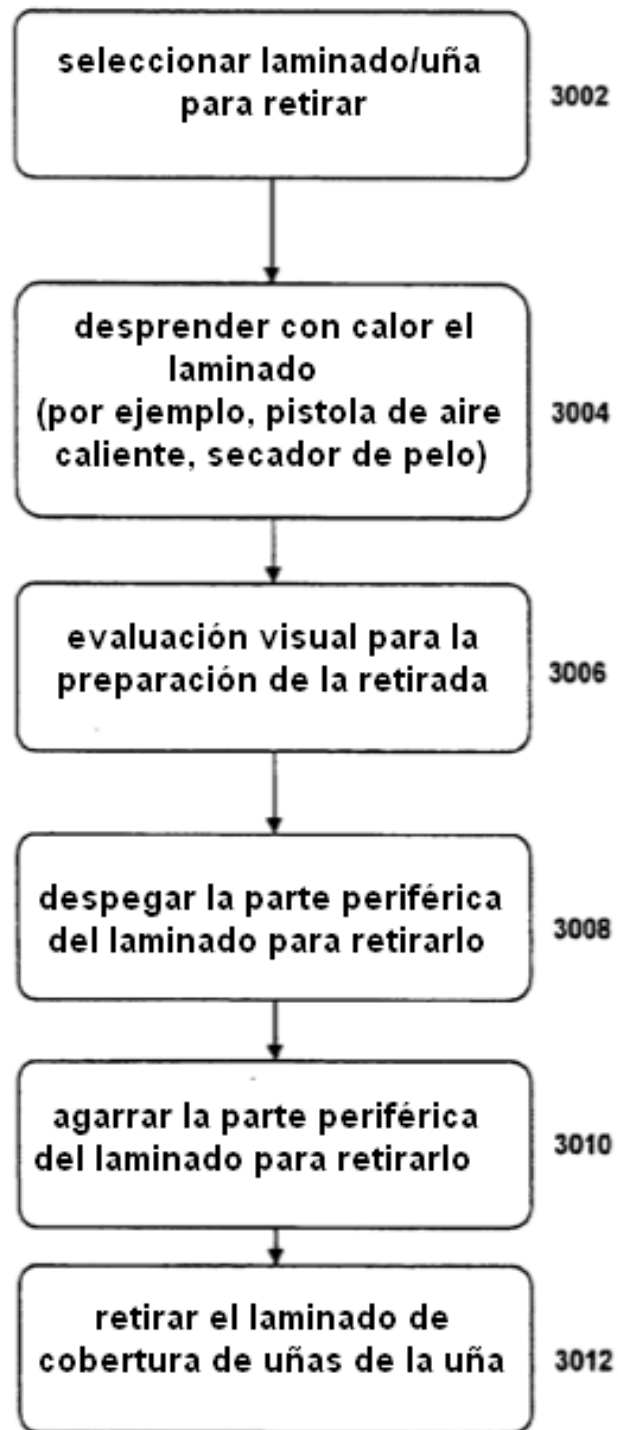 seleccionar laminado/uña
para retirar
3002
desprender con calor el
laminado
(por ejemplo, pistola de aire
caliente, secador de pelo)
3004
evaluación visual para la
preparación de la retirada
3006
despegar la parte periférica
del laminado para retirarlo
3008
agarrar la parte periférica
del laminado para retirarlo
3010
retirar el laminado de
cobertura de uñas de la uña
3012